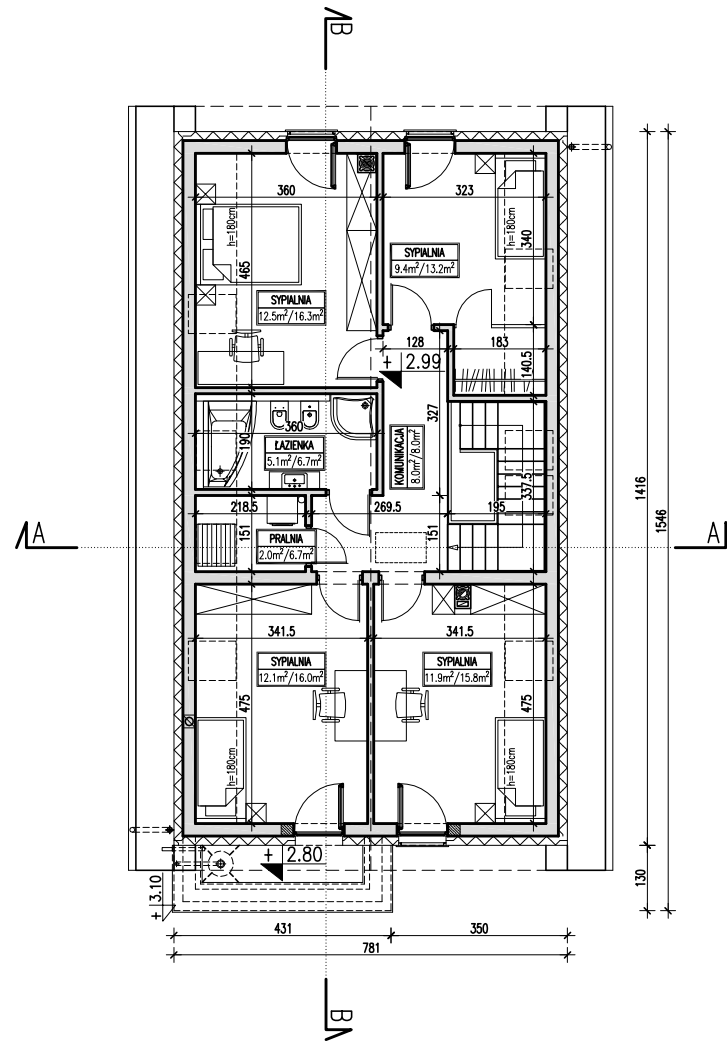 B
360
323
h=180cm
h=180cm
340
465
SYPIALNIA
9.4m²/13.2m²
SYPIALNIA
12.5m²/16.3m²
128
183
+ 2.99
140.5
327
360
190
ŁAZIENKA
5.1m²/6.7m²
KOMUNIKACJA
8.0m²/8.0m²
337.5
1416
1546
218.5
269.5
195
151
PRALNIA
2.0m²/6.7m²
151
A
A
341.5
341.5
SYPIALNIA
12.1m²/16.0m²
SYPIALNIA
11.9m²/15.8m²
475
475
h=180cm
h=180cm
+ 2.80
+ 3.10
130
431
350
781
B